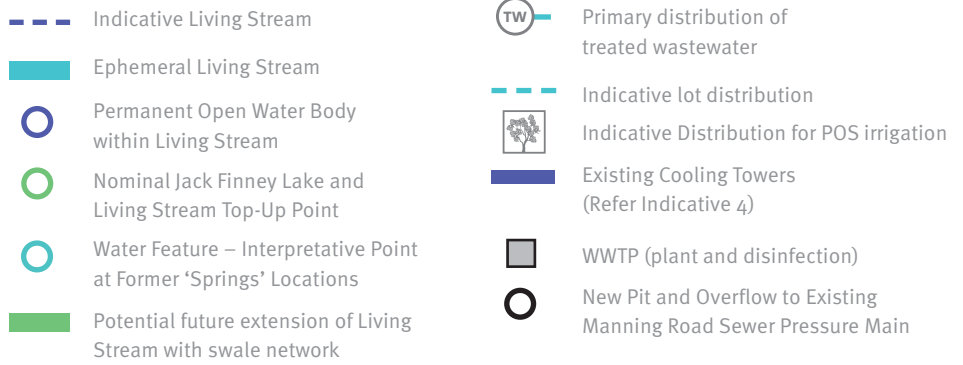 Indicative Living Stream
Ephemeral Living Stream
Permanent Open Water Body
within Living Stream
Nominal Jack Finney Lake and
Living Stream Top-Up Point
Water Feature – Interpretative Point
at Former ‘Springs’ Locations
Potential future extension of Living
Stream with swale network
TW
Primary distribution of
treated wastewater
Indicative lot distribution
Indicative Distribution for POS irrigation
Existing Cooling Towers
(Refer Indicative 4)
WWTP (plant and disinfection)
New Pit and Overflow to Existing
Manning Road Sewer Pressure Main